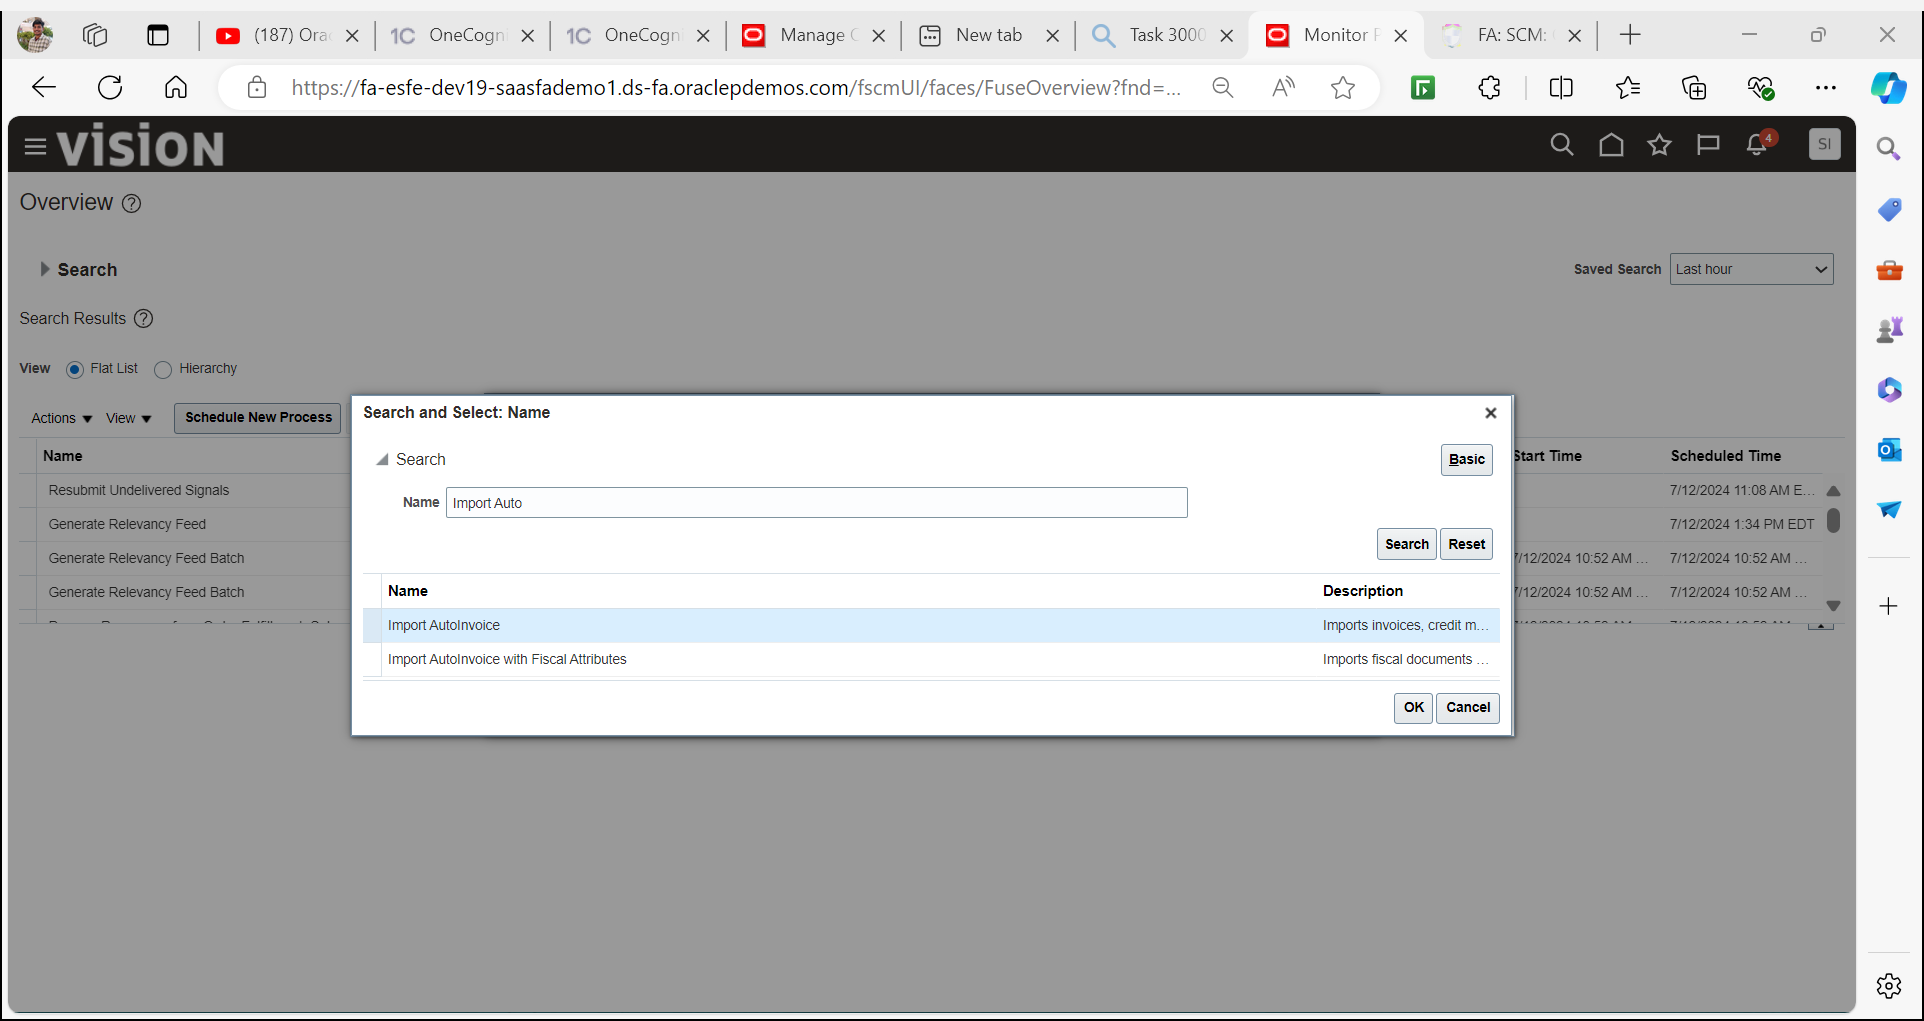 (187) Orac
OneCogni
OneCogni
Manage C
New tab
Task 3000
Monitor P
FA: SCM:
https://fa-esfe-dev19-saasfademo1.ds-fa.oraclepdemos.com/fscmUI/faces/FuseOverview?fnd=...
VISION
4
SI
Overview
Search
Saved Search Last hour
Search Results
View Flat List Hierarchy
Actions View Schedule New Process
Search and Select: Name
Search
Basic
Name Import Auto
Search Reset
Name Description
Import AutoInvoice Imports invoices, credit m...
Import AutoInvoice with Fiscal Attributes Imports fiscal documents ...
OK Cancel
Name Start Time Scheduled Time
Resubmit Undelivered Signals 7/12/2024 11:08 AM E...
Generate Relevancy Feed 7/12/2024 1:34 PM EDT
Generate Relevancy Feed Batch 7/12/2024 10:52 AM ... 7/12/2024 10:52 AM ...
Generate Relevancy Feed Batch 7/12/2024 10:52 AM ... 7/12/2024 10:52 AM ...